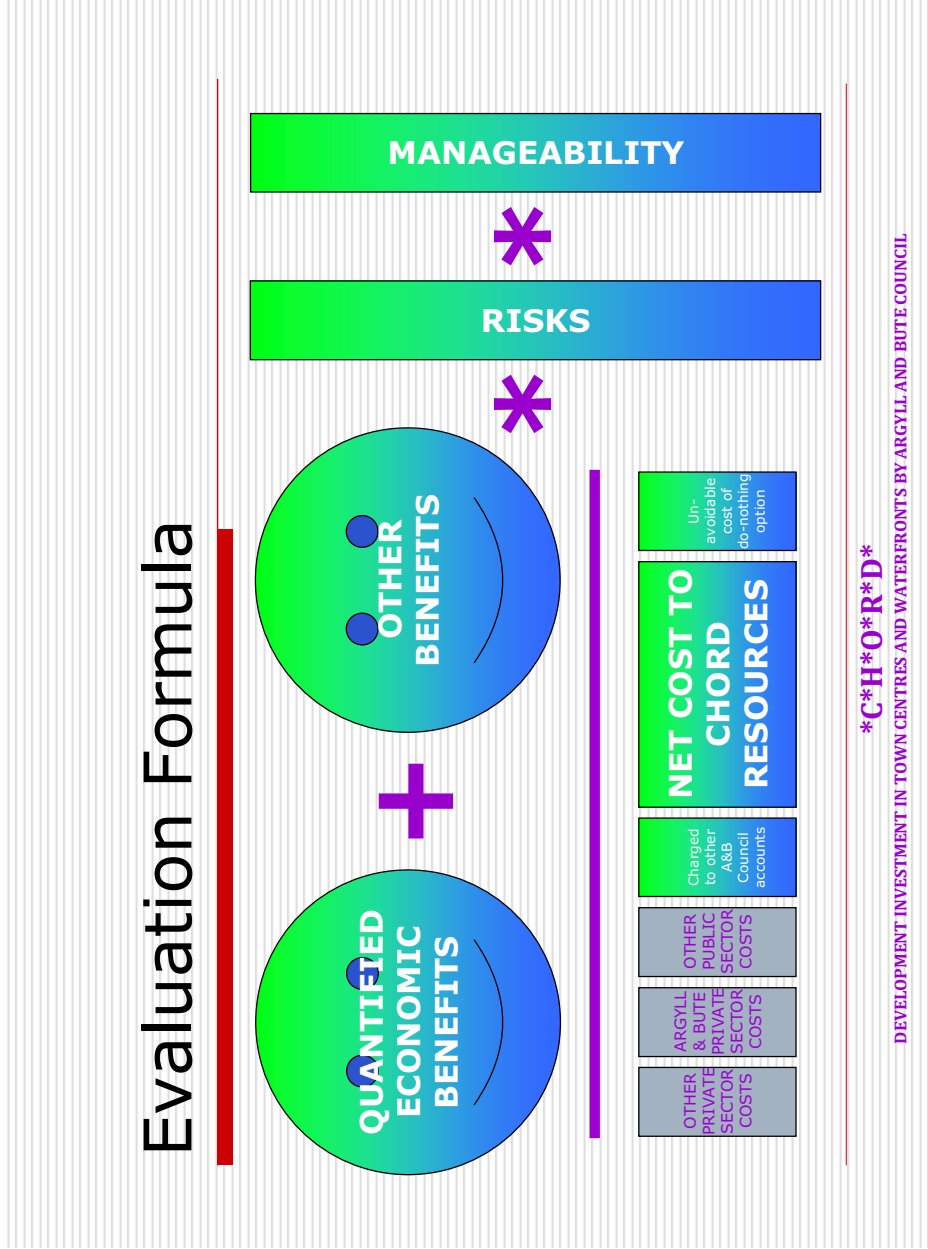 Evaluation Formula
QUANTIFIED
ECONOMIC
BENEFITS
+
OTHER
BENEFITS
*
RISKS
*
MANAGEABILITY
OTHER
PRIVATE
SECTOR
COSTS
ARGYLL
& BUTE
PRIVATE
SECTOR
COSTS
OTHER
PUBLIC
SECTOR
COSTS
Charged
to other
A&B
Council
accounts
NET COST TO
CHORD
RESOURCES
Un-
avoidable
cost of
do-nothing
option
*C*H*O*R*D*
DEVELOPMENT INVESTMENT IN TOWN CENTRES AND WATERFRONTS BY ARGYLL AND BUTE COUNCIL